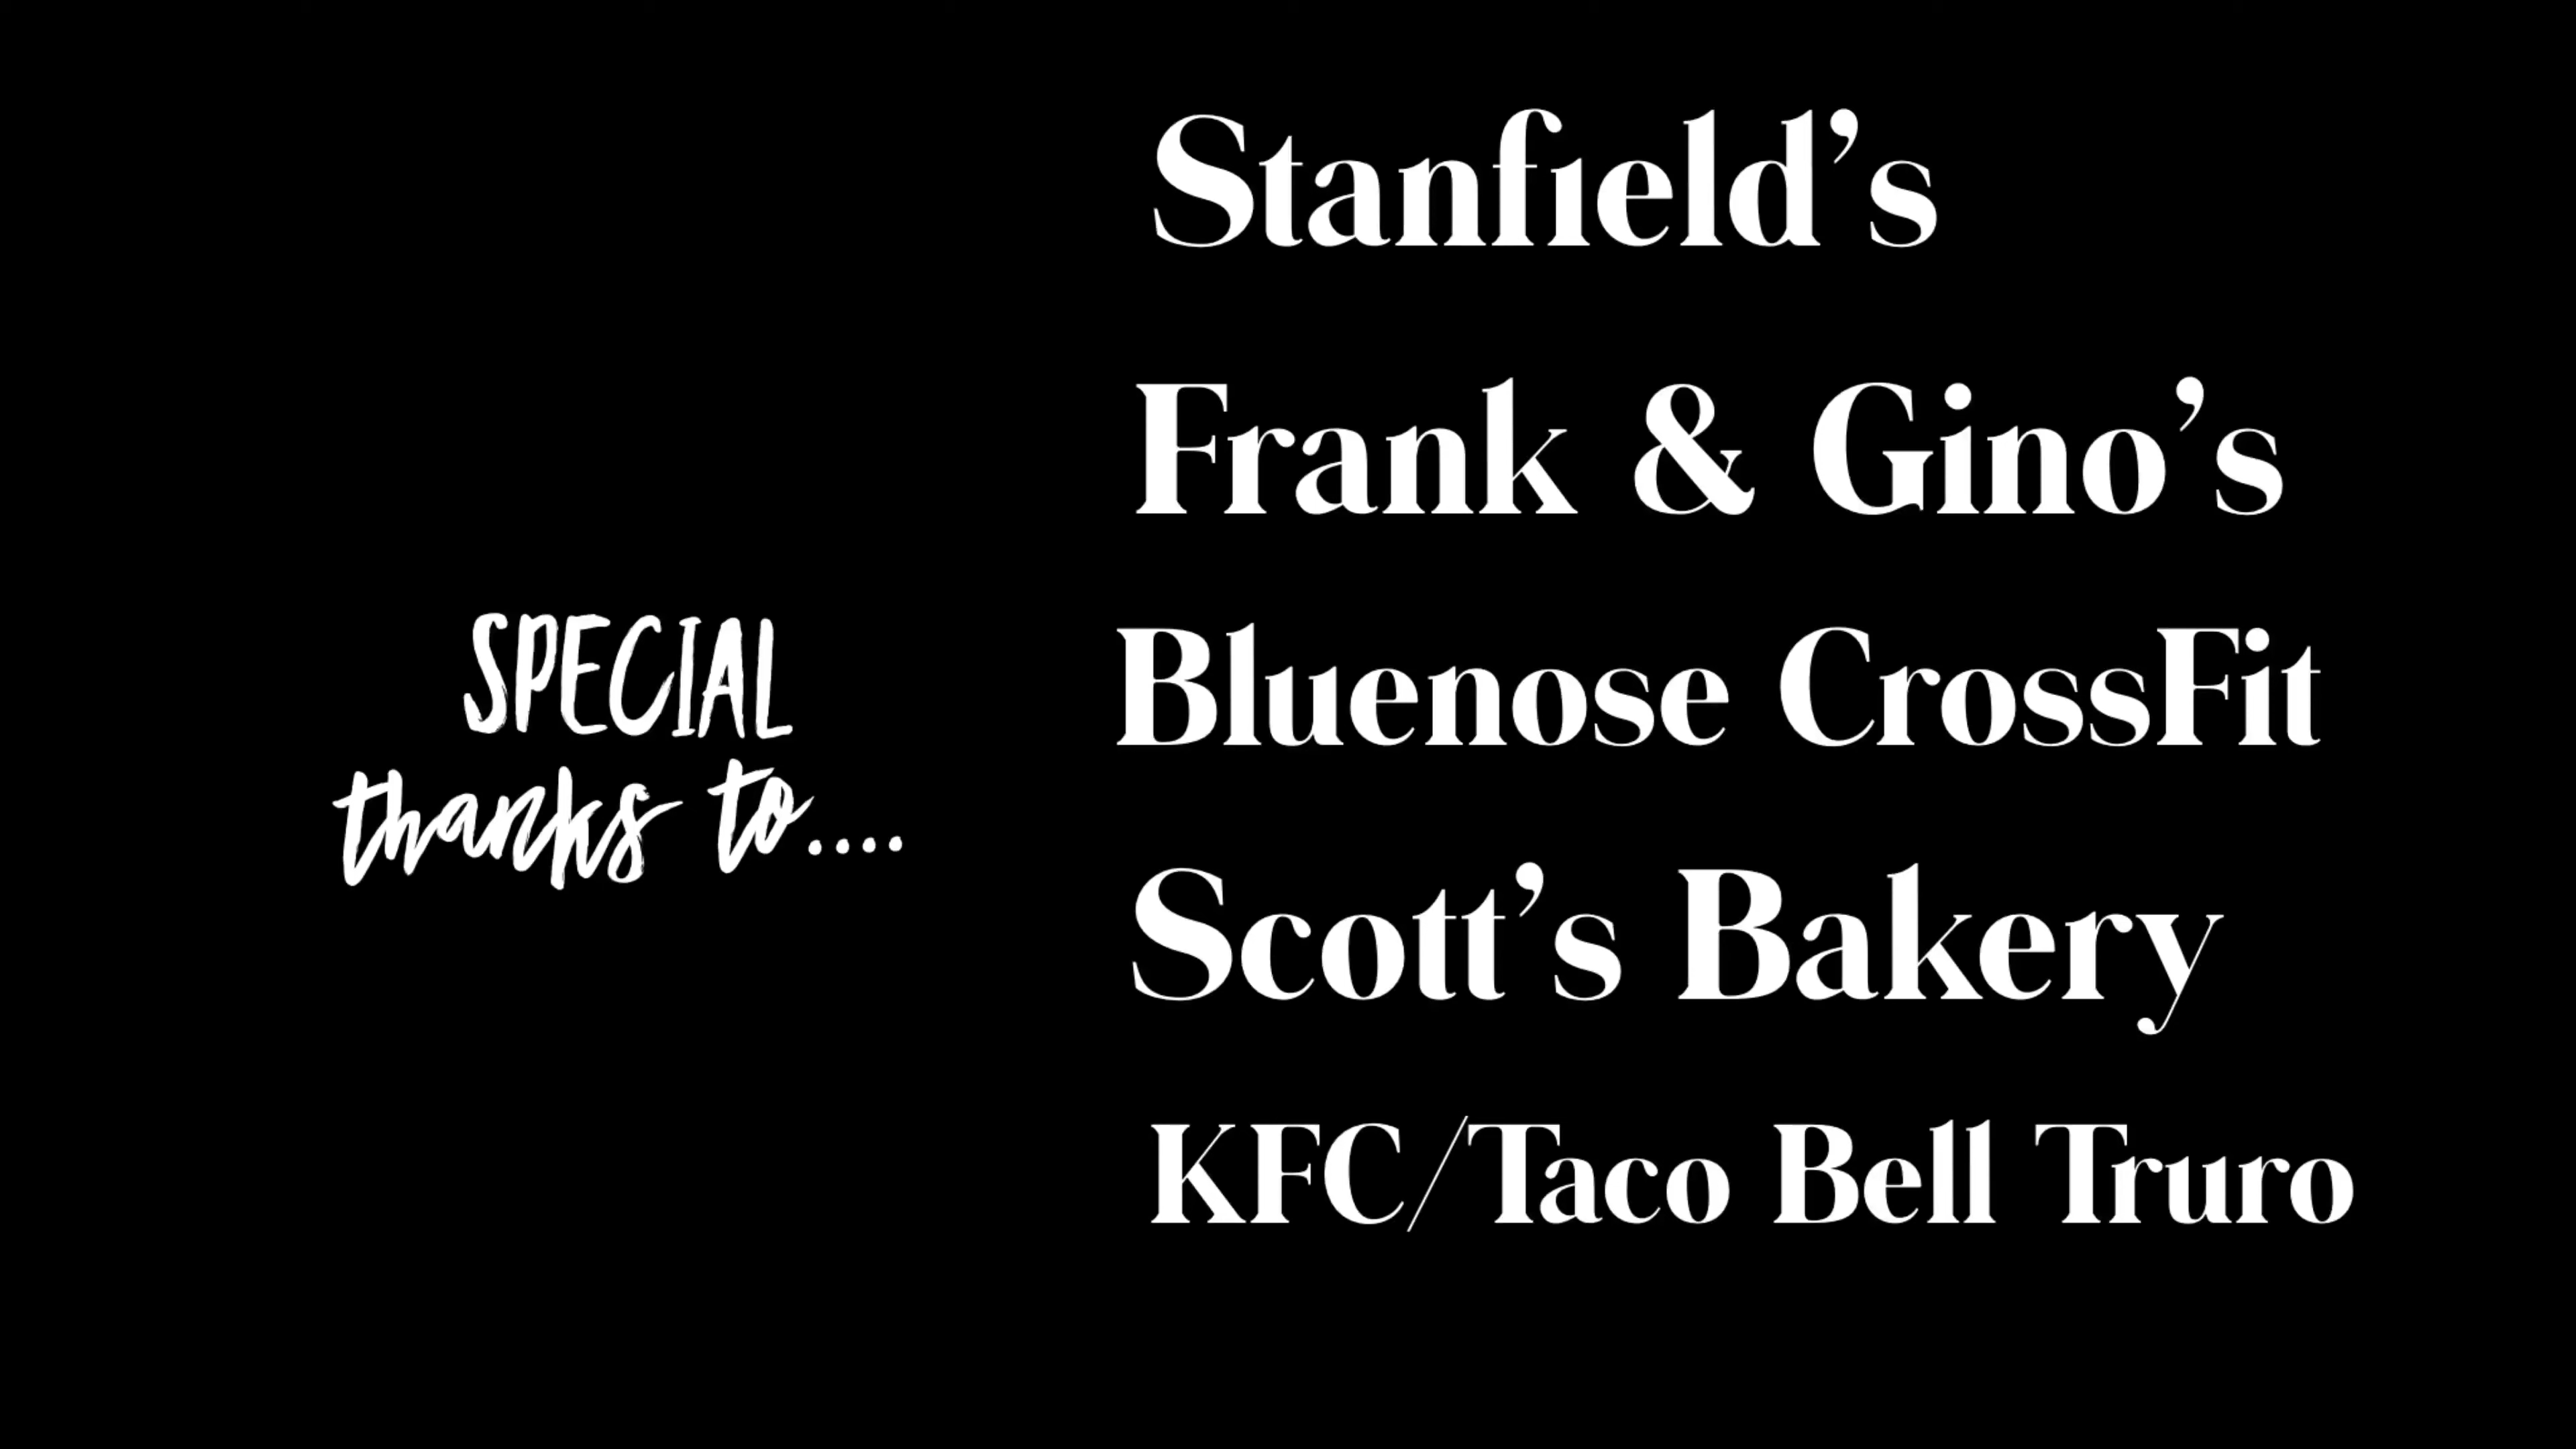 SPECIAL
thanks to....
Stanfield’s
Frank & Gino’s
Bluenose CrossFit
Scott’s Bakery
KFC/Taco Bell Truro